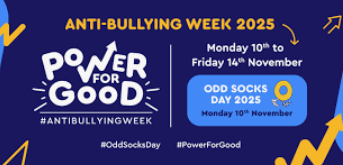 ANTI-BULLYING WEEK 2025
POWER
FOR
GOOD
#ANTIBULLYINGWEEK
Monday 10th to
Friday 14th November
ODD SOCKS
DAY 2025
Monday 10th November
#OddSocksDay #PowerForGood